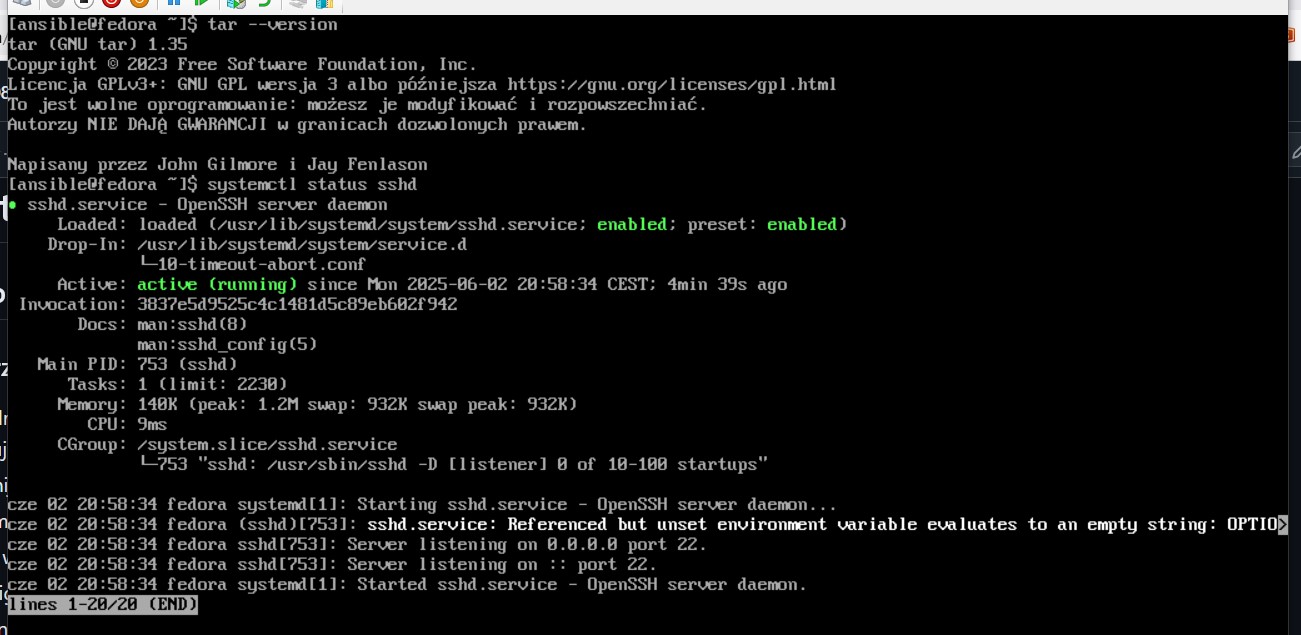 [ansible@fedora ~]$ tar --version
tar (GNU tar) 1.35
Copyright © 2023 Free Software Foundation, Inc.
Licencja GPLv3+: GNU GPL wersja 3 albo późniejsza https://gnu.org/licenses/gpl.html
To jest wolne oprogramowanie: możesz je modyfikować i rozpowszechniać.
Autorzy NIE DAJĄ GWARANCJI w granicach dozwolonych prawem.

Napisany przez John Gilmore i Jay Fenlason
[ansible@fedora ~]$ systemctl status sshd
● sshd.service - OpenSSH server daemon
     Loaded: loaded (/usr/lib/systemd/system/sshd.service; enabled; preset: enabled)
    Drop-In: /usr/lib/systemd/system/service.d
             └─10-timeout-abort.conf
     Active: active (running) since Mon 2025-06-02 20:58:34 CEST; 4min 39s ago
 Invocation: 3837e5d9525c4c1481d5c89eb602f942
       Docs: man:sshd(8)
             man:sshd_config(5)
   Main PID: 753 (sshd)
      Tasks: 1 (limit: 2230)
     Memory: 140K (peak: 1.2M swap: 932K swap peak: 932K)
        CPU: 9ms
     CGroup: /system.slice/sshd.service
             └─753 "sshd: /usr/sbin/sshd -D [listener] 0 of 10-100 startups"

cze 02 20:58:34 fedora systemd[1]: Starting sshd.service - OpenSSH server daemon...
cze 02 20:58:34 fedora (sshd)[753]: sshd.service: Referenced but unset environment variable evaluates to an empty string: OPTIO>
cze 02 20:58:34 fedora sshd[753]: Server listening on 0.0.0.0 port 22.
cze 02 20:58:34 fedora sshd[753]: Server listening on :: port 22.
cze 02 20:58:34 fedora systemd[1]: Started sshd.service - OpenSSH server daemon.
lines 1-20/20 (END)